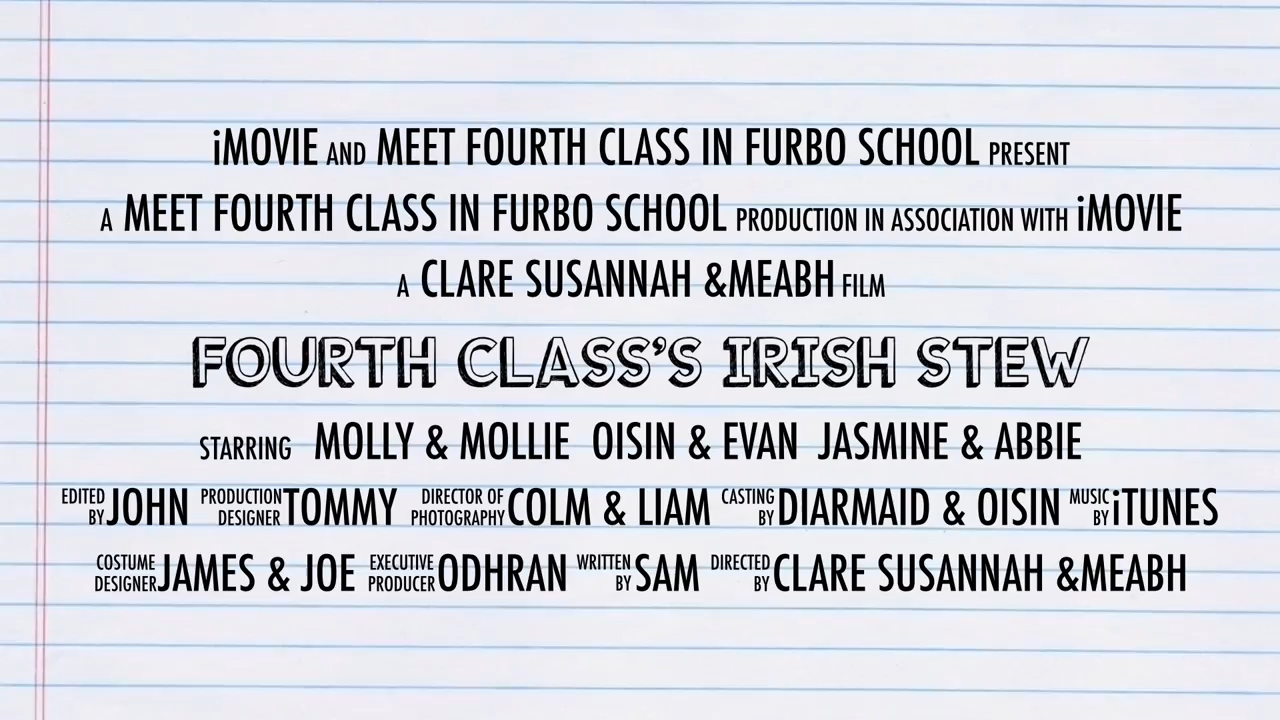 iMOVIE AND MEET FOURTH CLASS IN FURBO SCHOOL PRESENT
A MEET FOURTH CLASS IN FURBO SCHOOL PRODUCTION IN ASSOCIATION WITH iMOVIE
A CLARE SUSANNAH &MEABH FILM
FOURTH CLASS'S IRISH STEW
STARRING MOLLY & MOLLIE OISIN & EVAN JASMINE & ABBIE
EDITED BY JOHN PRODUCTION DESIGNER TOMMY DIRECTOR OF PHOTOGRAPHY COLM & LIAM CASTING BY DIARMAID & OISIN MUSIC BY iTUNES
COSTUME DESIGNER JAMES & JOE EXECUTIVE PRODUCER ODHRAN WRITTEN BY SAM DIRECTED BY CLARE SUSANNAH &MEABH